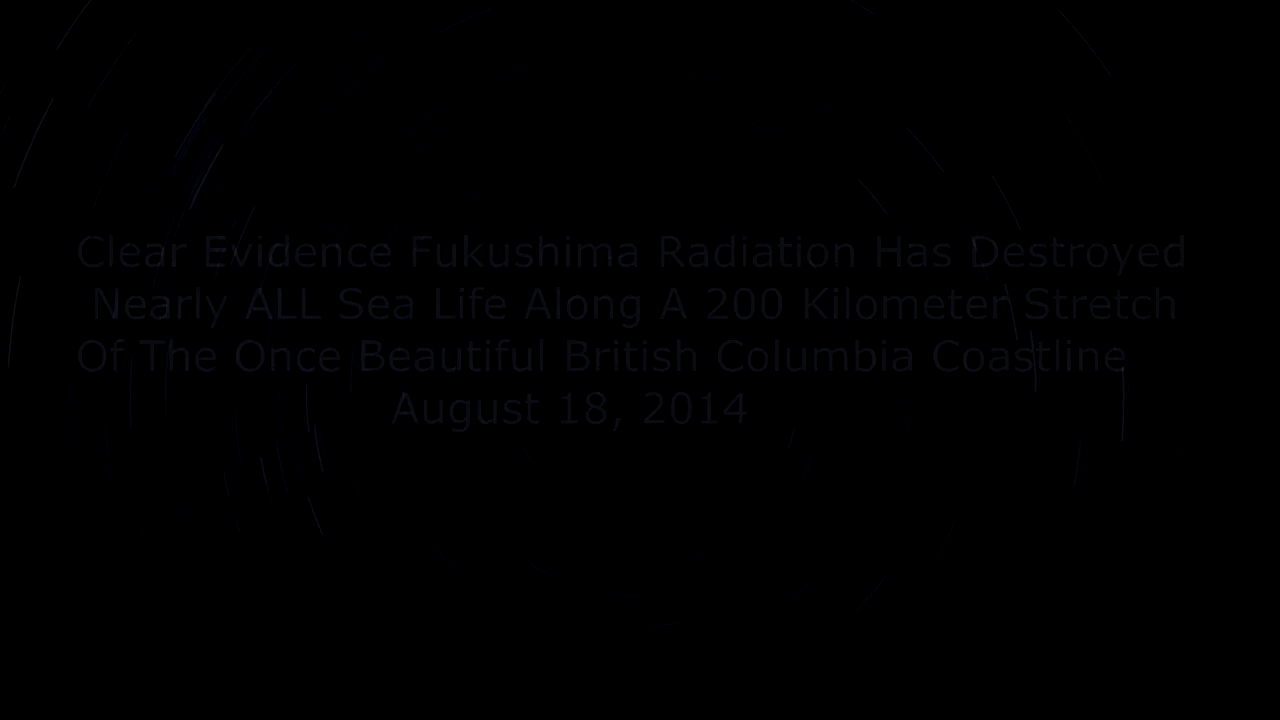 Clear Evidence Fukushima Radiation Has Destroyed
Nearly ALL Sea Life Along A 200 Kilometer Stretch
Of The Once Beautiful British Columbia Coastline
August 18, 2014